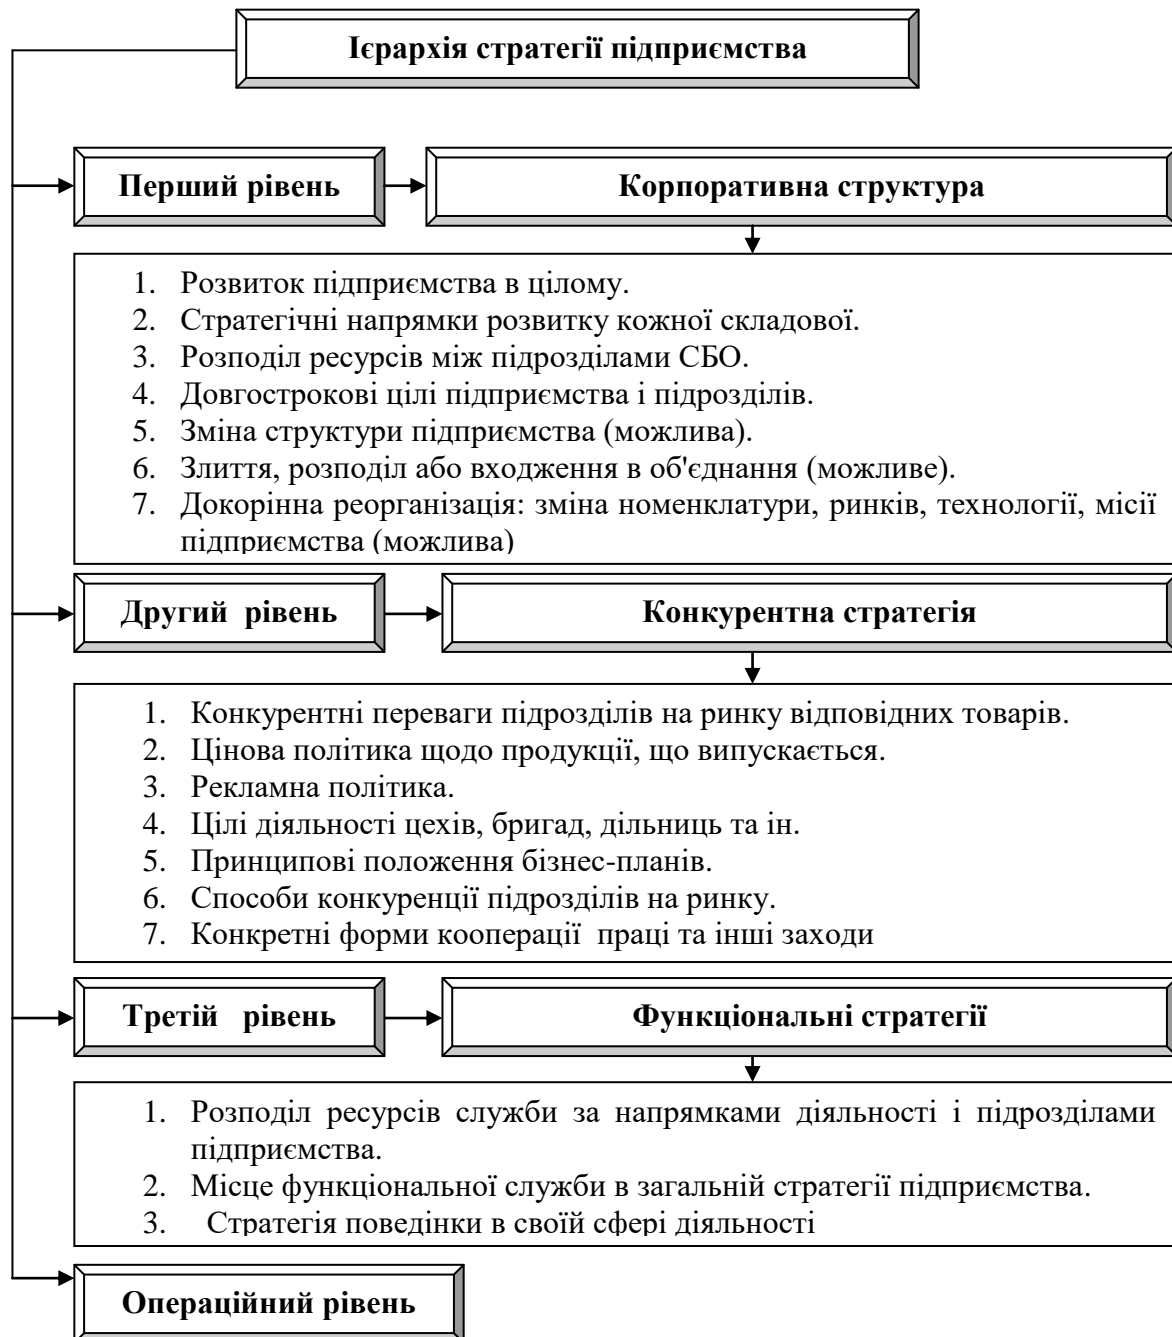 Ієрархія стратегії підприємства
Перший рівень
Корпоративна структура
1. Розвиток підприємства в цілому.
2. Стратегічні напрямки розвитку кожної складової.
3. Розподіл ресурсів між підрозділами СБО.
4. Довгострокові цілі підприємства і підрозділів.
5. Зміна структури підприємства (можлива).
6. Злиття, розподіл або входження в об'єднання (можливе).
7. Докорінна реорганізація: зміна номенклатури, ринків, технології, місії
підприємства (можлива)
Другий рівень
Конкурентна стратегія
1. Конкурентні переваги підрозділів на ринку відповідних товарів.
2. Цінова політика щодо продукції, що випускається.
3. Рекламна політика.
4. Цілі діяльності цехів, бригад, дільниць та ін.
5. Принципові положення бізнес-планів.
6. Способи конкуренції підрозділів на ринку.
7. Конкретні форми кооперації праці та інші заходи
Третій рівень
Функціональні стратегії
1. Розподіл ресурсів служби за напрямками діяльності і підрозділами
підприємства.
2. Місце функціональної служби в загальній стратегії підприємства.
3. Стратегія поведінки в своїй сфері діяльності
Операційний рівень